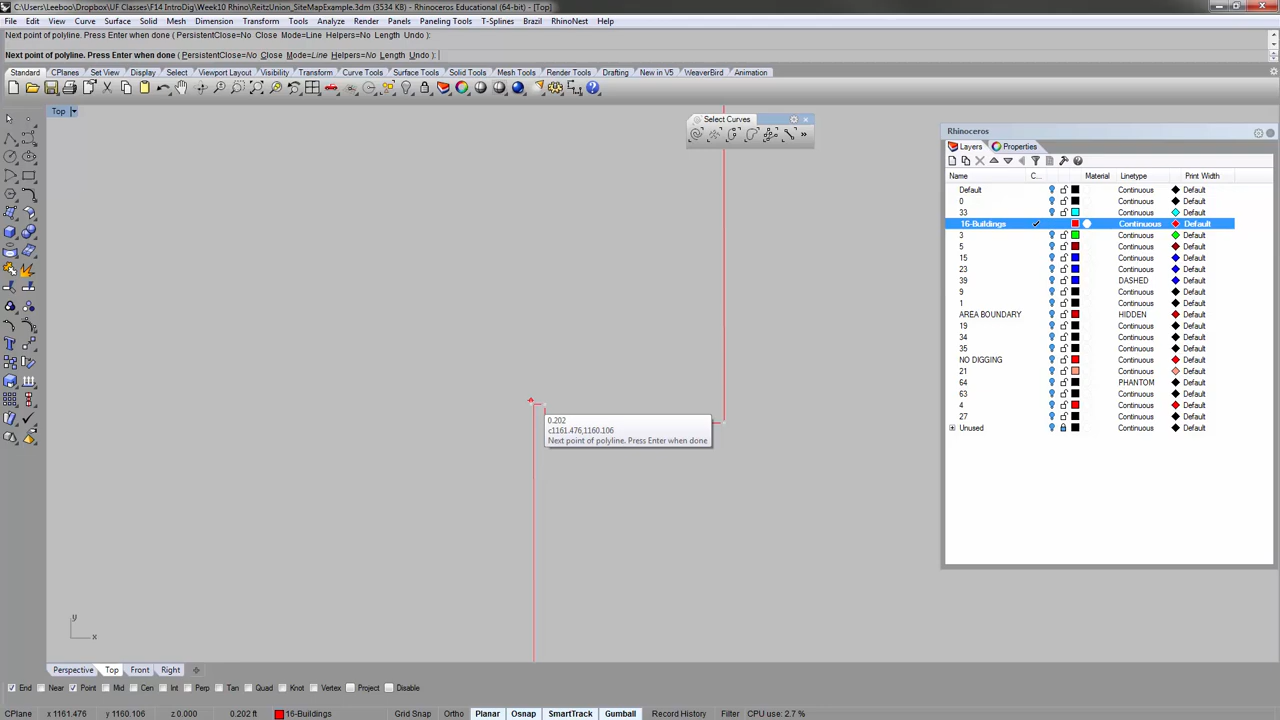 C:\Users\Leeboo\Dropbox\UF Classes\F14 IntroDig\Week10 Rhino\ReitzUnion_SiteMapExample.3dm (3534 KB) - Rhinoceros Educational (64-bit) - [Top]
File Edit View Curve Surface Solid Mesh Dimension Transform Tools Analyze Render Panels Paneling Tools T-Splines Brazil RhinoNest Help
Next point of polyline. Press Enter when done ( PersistentClose=No Close Mode=Line Helpers=No Length Undo ):
Next point of polyline. Press Enter when done ( PersistentClose=No Close Mode=Line Helpers=No Length Undo ):
Standard CPlanes Set View Display Select Viewport Layout Visibility Transform Curve Tools Surface Tools Solid Tools Mesh Tools Render Tools Drafting New in V5 WeaverBird Animation
Top
Select Curves
Rhinoceros
Layers Properties
Name C... Material Linetype Print Width
Default Continuous Default
0 Continuous Default
33 Continuous Default
16-Buildings Continuous Default
3 Continuous Default
5 Continuous Default
15 Continuous Default
23 Continuous Default
39 DASHED Default
9 Continuous Default
1 Continuous Default
AREA BOUNDARY HIDDEN Default
19 Continuous Default
34 Continuous Default
35 Continuous Default
NO DIGGING Continuous Default
21 Continuous Default
64 PHANTOM Default
63 Continuous Default
4 Continuous Default
27 Continuous Default
Unused Continuous Default
0.202
c1161.476,1160.106
Next point of polyline. Press Enter when done
y
x
Perspective Top Front Right
End Near Point Mid Cen Int Perp Tan Quad Knot Vertex Project Disable
CPlane x 1161.476 y 1160.106 z 0.000 0.202 ft 16-Buildings Grid Snap Ortho Planar Osnap SmartTrack Gumball Record History Filter CPU use: 2.7 %